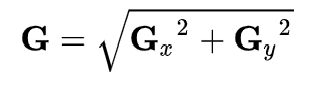 G = √(Gₓ² + Gᵧ²)